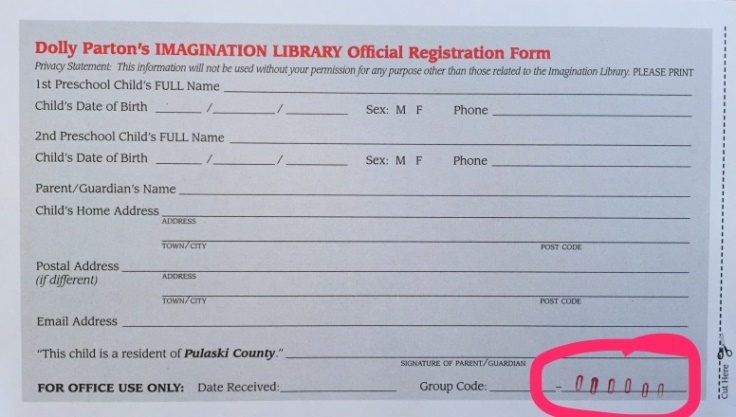 Dolly Parton's IMAGINATION LIBRARY Official Registration Form
Privacy Statement: This information will not be used without your permission for any purpose other than those related to the Imagination Library. PLEASE PRINT
1st Preschool Child's FULL Name
Child's Date of Birth / / Sex: M F Phone
2nd Preschool Child's FULL Name
Child's Date of Birth / / Sex: M F Phone
Parent/Guardian's Name
Child's Home Address
ADDRESS
TOWN/CITY POST CODE
Postal Address
(if different) ADDRESS
TOWN/CITY POST CODE
Email Address
"This child is a resident of Pulaski County."
SIGNATURE OF PARENT/GUARDIAN
FOR OFFICE USE ONLY: Date Received: Group Code: - 000000
Cut Here